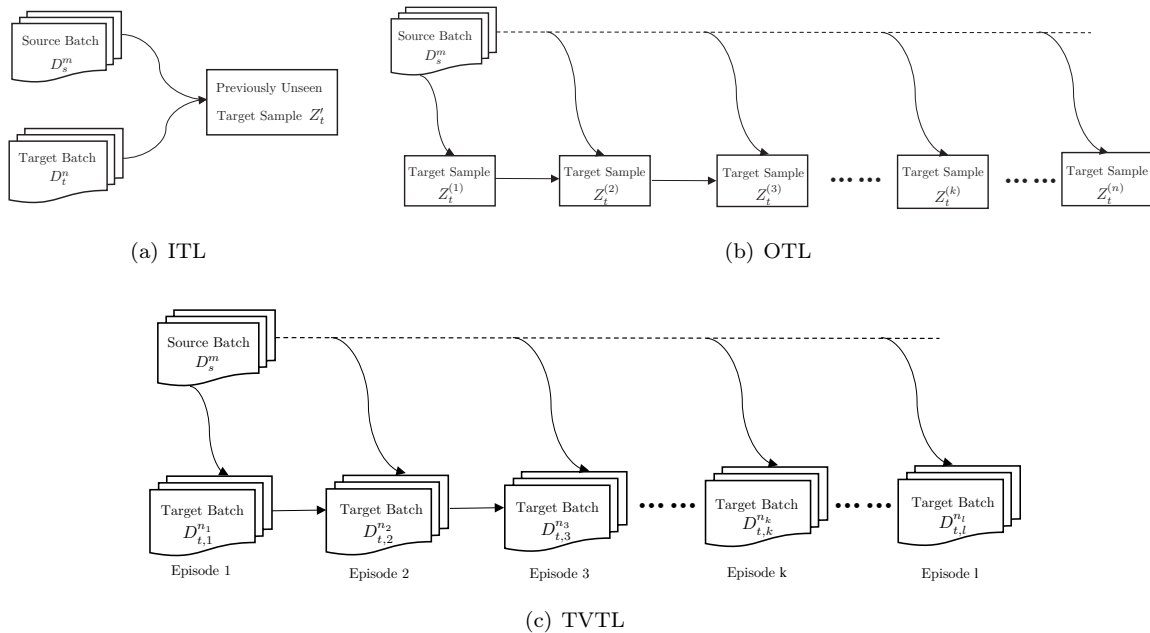 Source Batch
D_s^m
Previously Unseen
Target Sample Z_t'
Target Batch
D_t^n
(a) ITL
Source Batch
D_s^m
Target Sample
Z_t^{(1)}
Target Sample
Z_t^{(2)}
Target Sample
Z_t^{(3)}
Target Sample
Z_t^{(k)}
Target Sample
Z_t^{(n)}
(b) OTL
Source Batch
D_s^m
Target Batch
D_{t,1}^{n_1}
Episode 1
Target Batch
D_{t,2}^{n_2}
Episode 2
Target Batch
D_{t,3}^{n_3}
Episode 3
Target Batch
D_{t,k}^{n_k}
Episode k
Target Batch
D_{t,l}^{n_l}
Episode l
(c) TVTL